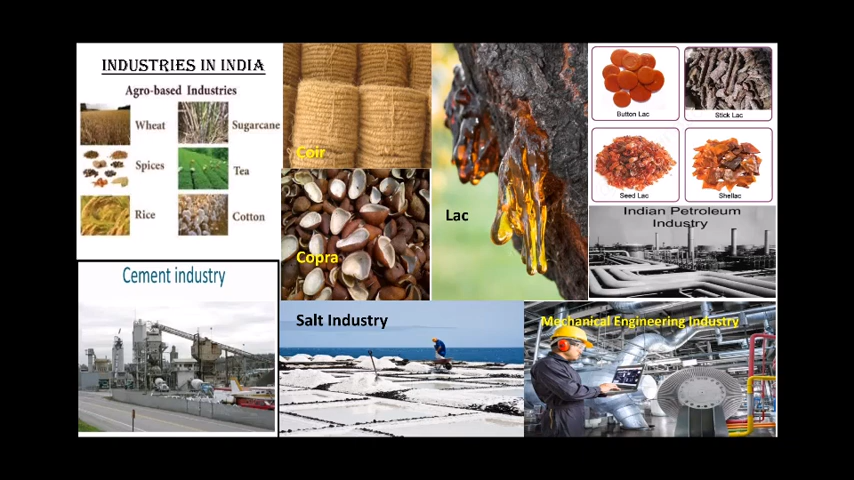 INDUSTRIES IN INDIA
Agro-based Industries
Wheat
Sugarcane
Spices
Tea
Rice
Cotton
Coir
Copra
Lac
Button Lac
Stick Lac
Seed Lac
Shellac
Indian Petroleum
Industry
Cement industry
Salt Industry
Mechanical Engineering Industry